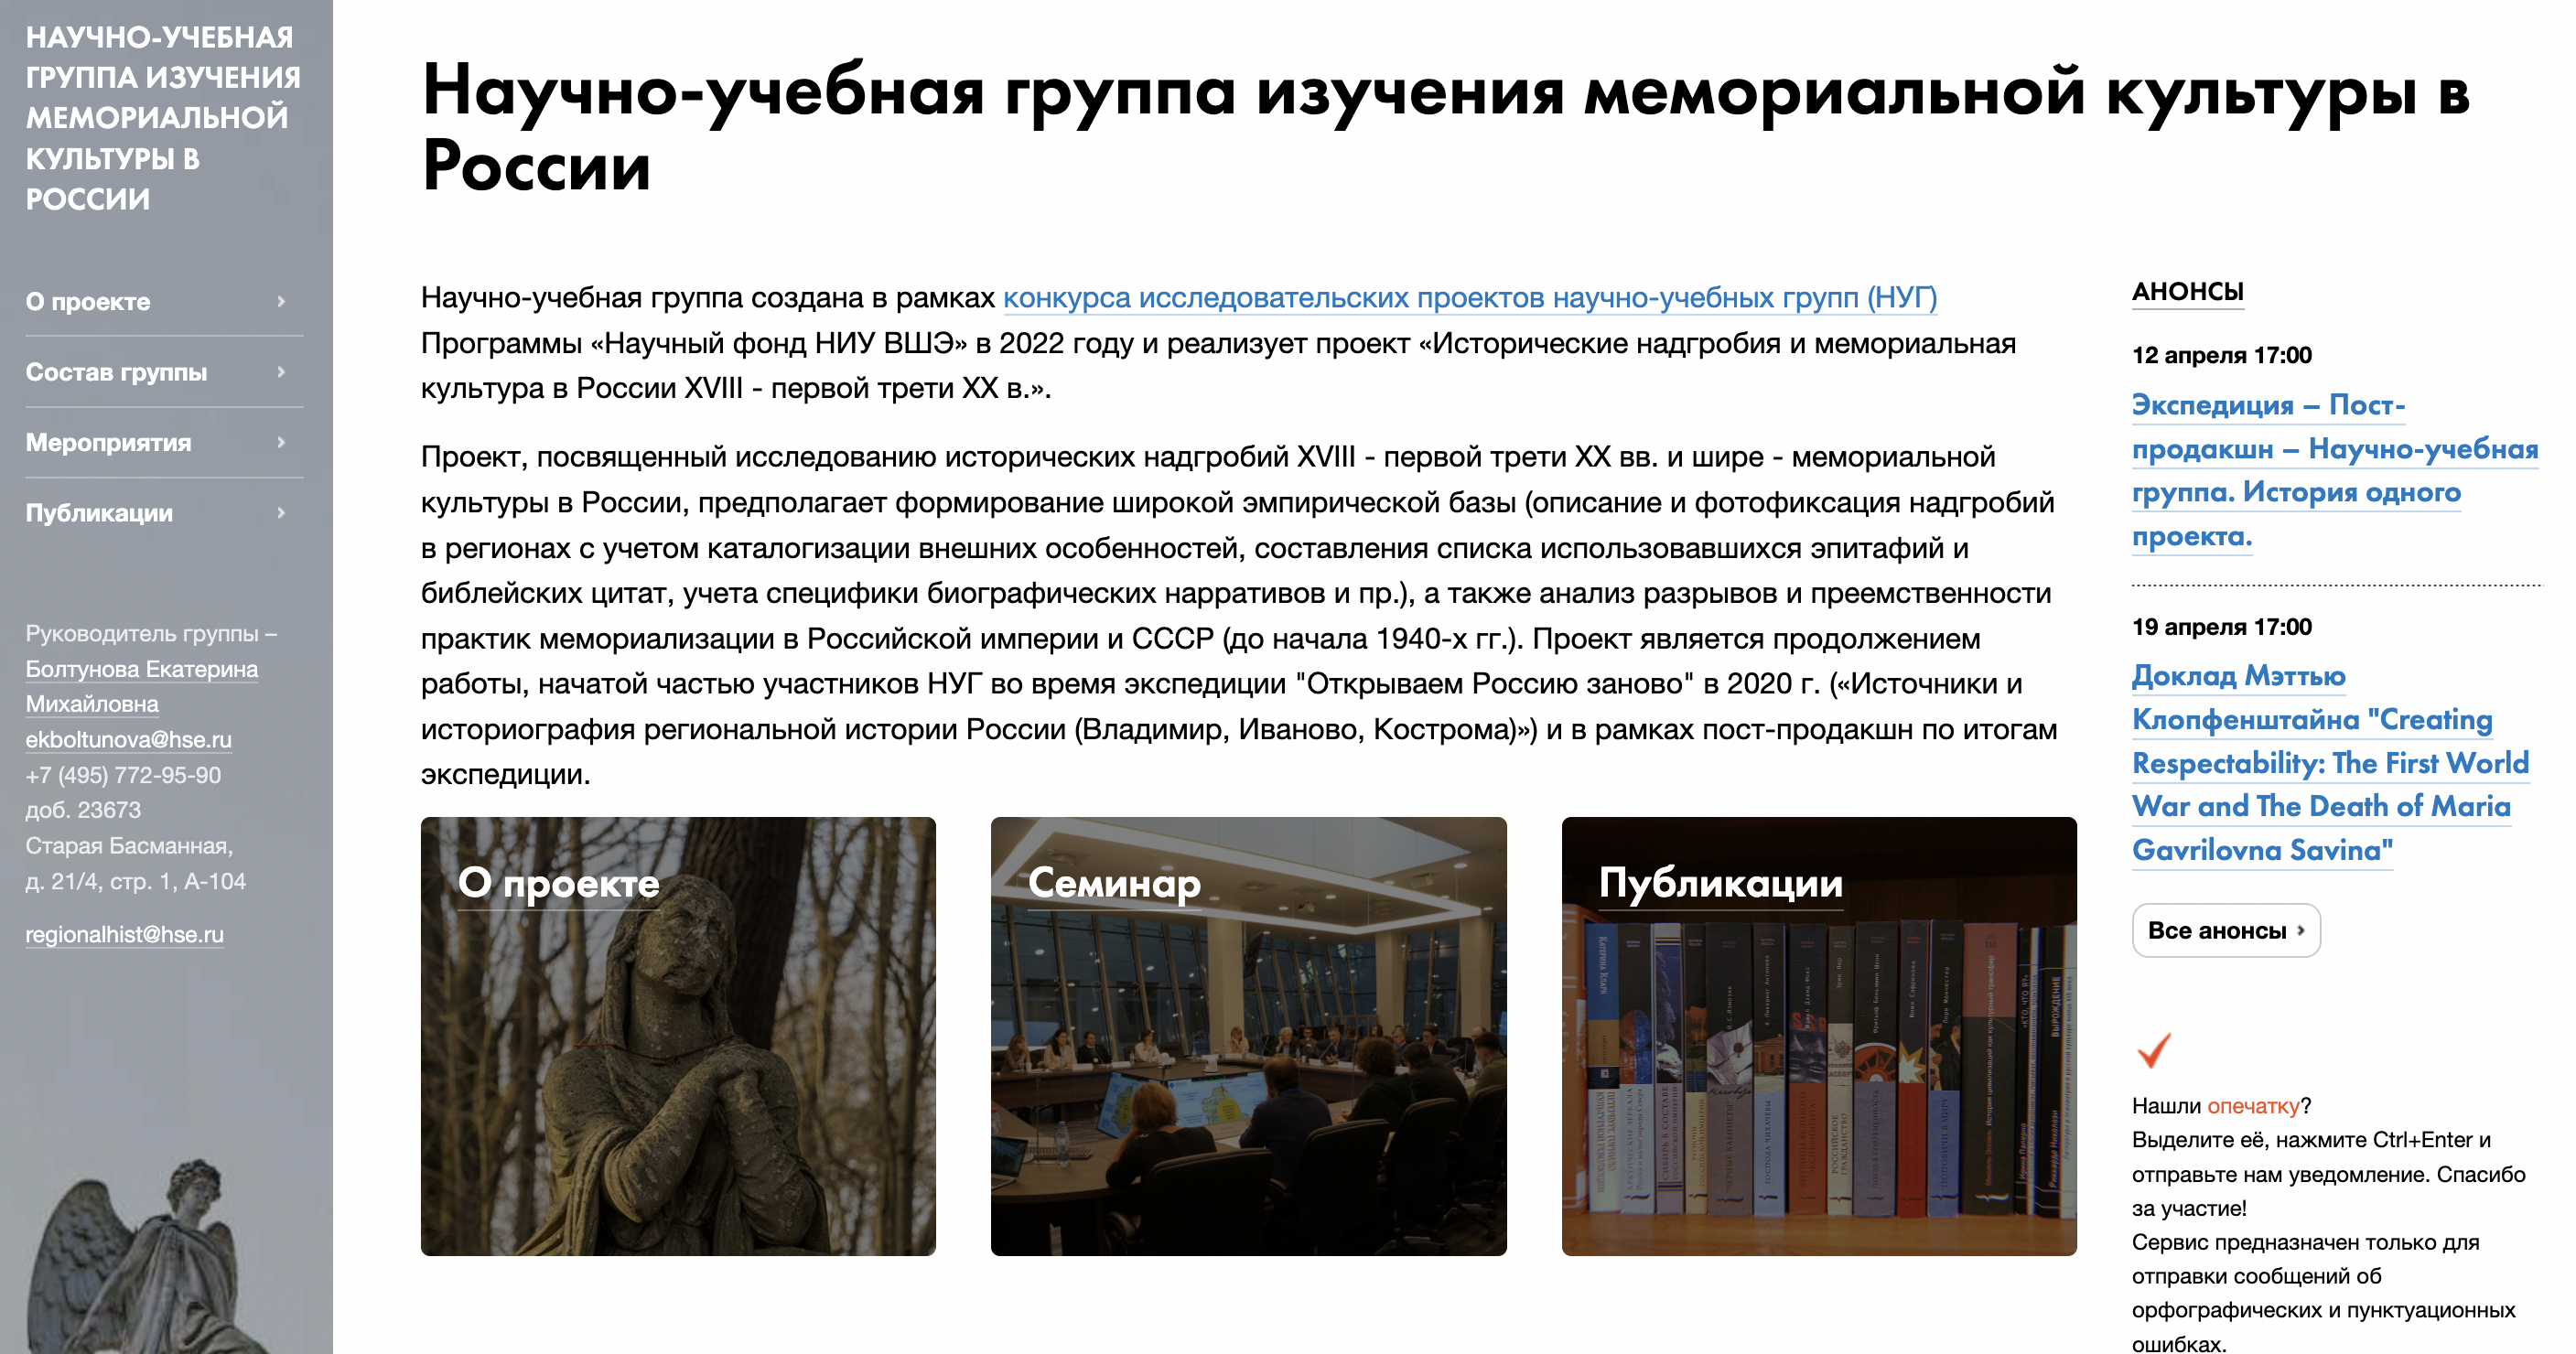 НАУЧНО-УЧЕБНАЯ
ГРУППА ИЗУЧЕНИЯ
МЕМОРИАЛЬНОЙ
КУЛЬТУРЫ В
РОССИИ
О проекте
Состав группы
Мероприятия
Публикации
Руководитель группы –
Болтунова Екатерина
Михайловна
ekboltunova@hse.ru
+7 (495) 772-95-90
доб. 23673
Старая Басманная,
д. 21/4, стр. 1, А-104
regionalhist@hse.ru
Научно-учебная группа изучения мемориальной культуры в
России
Научно-учебная группа создана в рамках конкурса исследовательских проектов научно-учебных групп (НУГ)
Программы «Научный фонд НИУ ВШЭ» в 2022 году и реализует проект «Исторические надгробия и мемориальная
культура в России XVIII - первой трети XX в.».
Проект, посвященный исследованию исторических надгробий XVIII - первой трети XX вв. и шире - мемориальной
культуры в России, предполагает формирование широкой эмпирической базы (описание и фотофиксация надгробий
в регионах с учетом каталогизации внешних особенностей, составления списка использовавшихся эпитафий и
библейских цитат, учета специфики биографических нарративов и пр.), а также анализ разрывов и преемственности
практик мемориализации в Российской империи и СССР (до начала 1940-х гг.). Проект является продолжением
работы, начатой частью участников НУГ во время экспедиции "Открываем Россию заново" в 2020 г. («Источники и
историография региональной истории России (Владимир, Иваново, Кострома)») и в рамках пост-продакшн по итогам
экспедиции.
О проекте
Семинар
Публикации
АНОНСЫ
12 апреля 17:00
Экспедиция – Пост-
продакшн – Научно-учебная
группа. История одного
проекта.
19 апреля 17:00
Доклад Мэттью
Клопфенштайна "Creating
Respectability: The First World
War and The Death of Maria
Gavrilovna Savina"
Все анонсы
Нашли опечатку?
Выделите её, нажмите Ctrl+Enter и
отправьте нам уведомление. Спасибо
за участие!
Сервис предназначен только для
отправки сообщений об
орфографических и пунктуационных
ошибках.